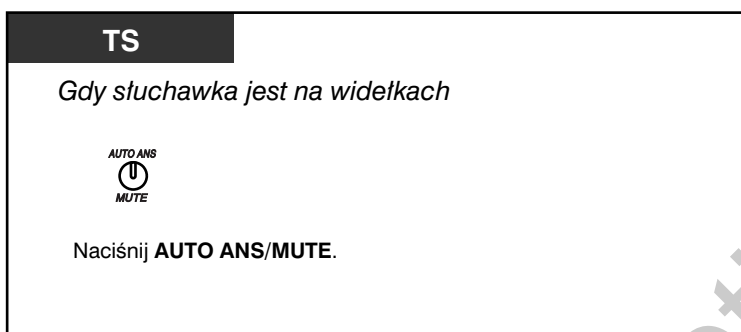 TS
Gdy słuchawka jest na widełkach
AUTO ANS
MUTE
Naciśnij AUTO ANS/MUTE.